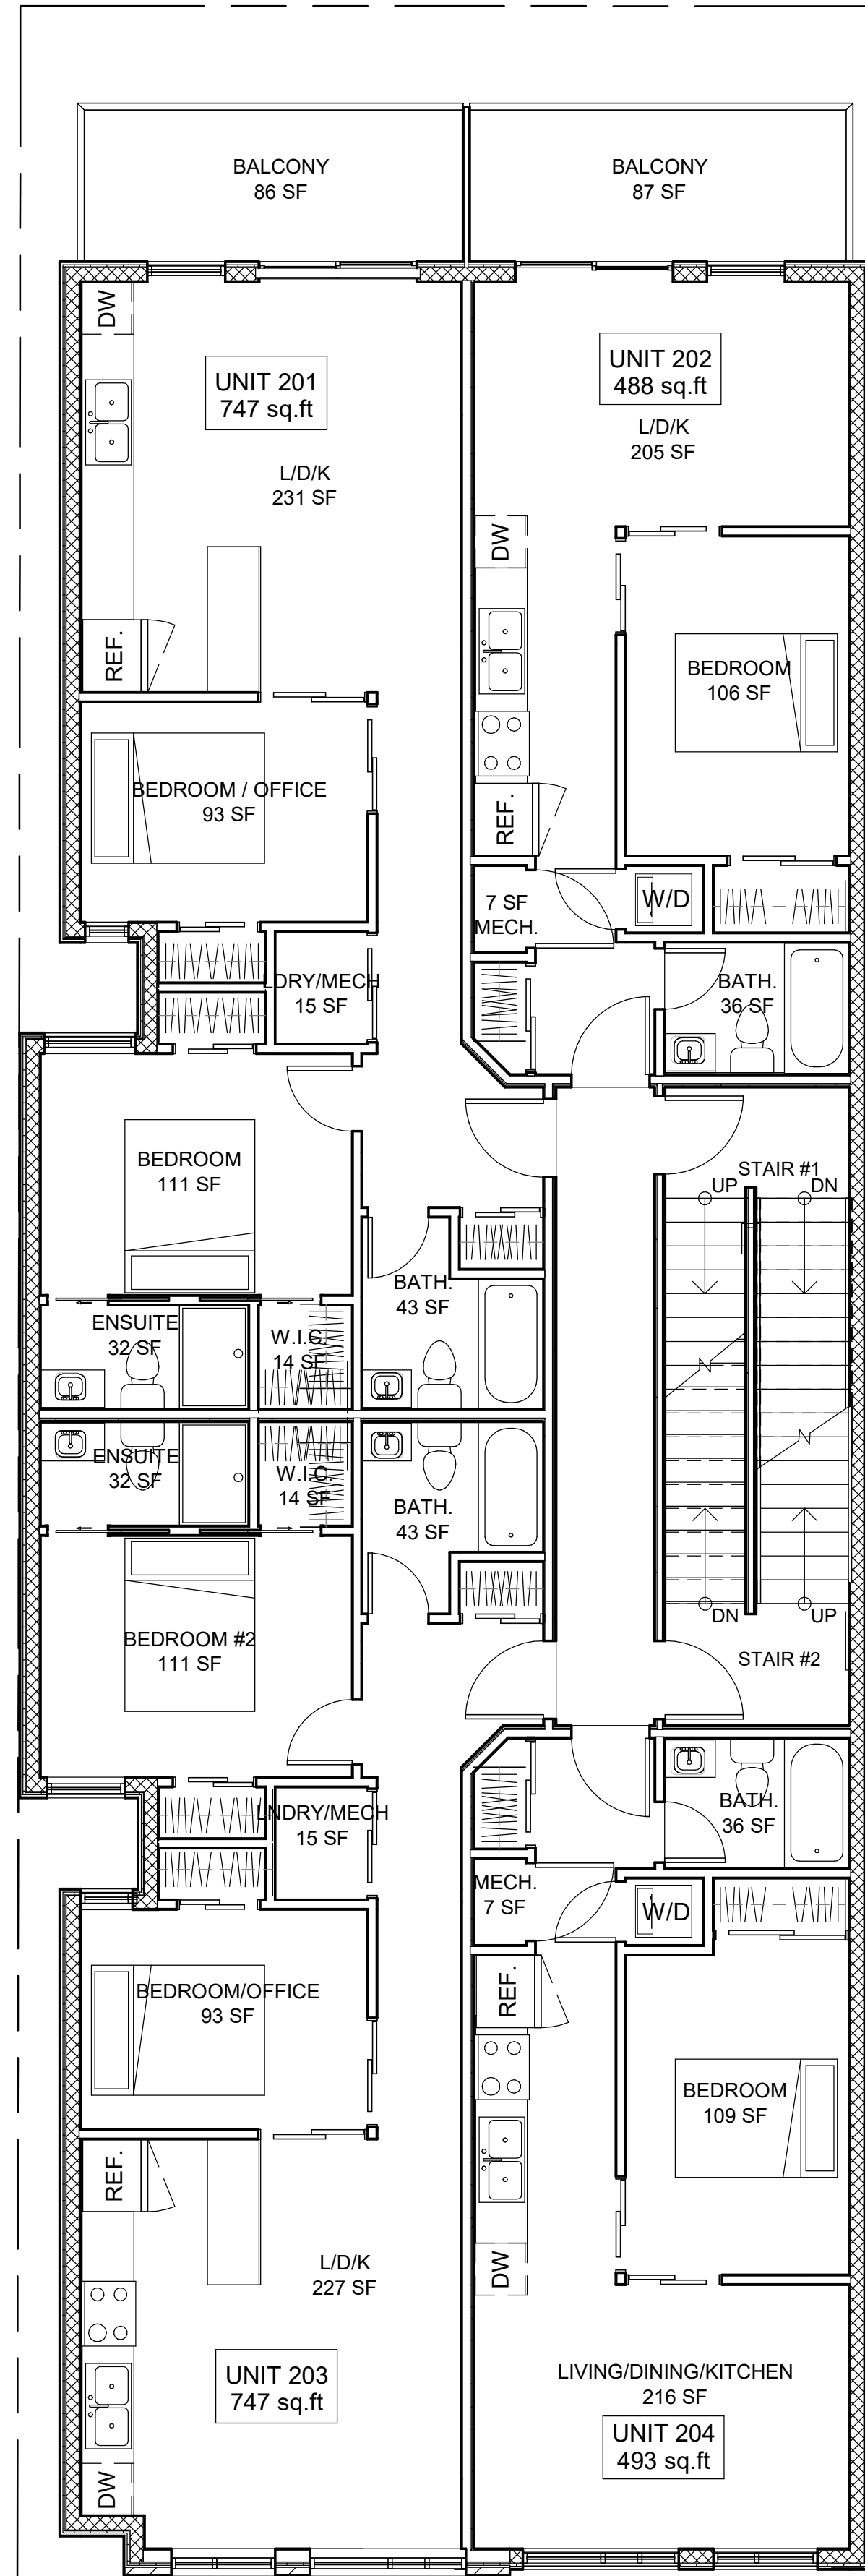 BALCONY
86 SF
BALCONY
87 SF
DW
UNIT 201
747 sq.ft
UNIT 202
488 sq.ft
L/D/K
205 SF
L/D/K
231 SF
DW
REF.
BEDROOM
106 SF
BEDROOM / OFFICE
93 SF
REF.
7 SF
MECH.
W/D
LDRY/MECH
15 SF
BATH.
36 SF
BEDROOM
111 SF
STAIR #1
UP
DN
BATH.
43 SF
ENSUITE
32 SF
W.I.C.
14 SF
ENSUITE
32 SF
W.I.C.
14 SF
BATH.
43 SF
DN
UP
BEDROOM #2
111 SF
STAIR #2
LNDRY/MECH
15 SF
BATH.
36 SF
MECH.
7 SF
W/D
REF.
BEDROOM/OFFICE
93 SF
BEDROOM
109 SF
REF.
DW
L/D/K
227 SF
UNIT 203
747 sq.ft
LIVING/DINING/KITCHEN
216 SF
UNIT 204
493 sq.ft
DW